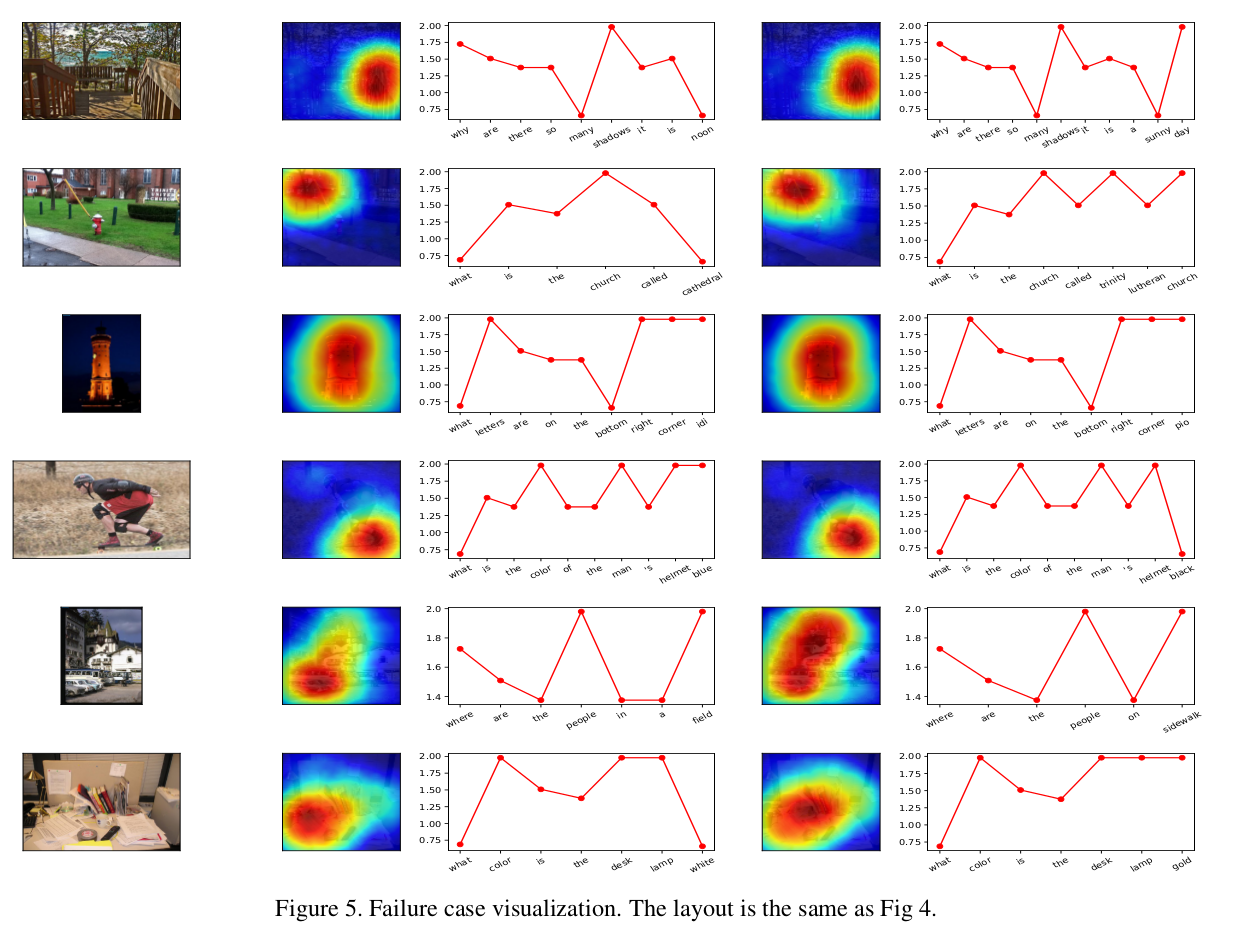 2.00 1.75 1.50 1.25 1.00 0.75
why are there so many shadows it is noon
2.00 1.75 1.50 1.25 1.00 0.75
why are there so many shadows it is a sunny day
TRINITY
LUTHERAN
CHURCH
2.00 1.75 1.50 1.25 1.00 0.75
what is the church called cathedral
2.00 1.75 1.50 1.25 1.00 0.75
what is the church called trinity lutheran church
2.00 1.75 1.50 1.25 1.00 0.75
what letters are on the bottom right corner idi
2.00 1.75 1.50 1.25 1.00 0.75
what letters are on the bottom right corner pio
2.00 1.75 1.50 1.25 1.00 0.75
what is the color of the man 's helmet blue
2.00 1.75 1.50 1.25 1.00 0.75
what is the color of the man 's helmet black
2.0 1.8 1.6 1.4
where are the people in a field
2.0 1.8 1.6 1.4
where are the people on sidewalk
2.00 1.75 1.50 1.25 1.00 0.75
what color is the desk lamp white
2.00 1.75 1.50 1.25 1.00 0.75
what color is the desk lamp gold
Figure 5. Failure case visualization. The layout is the same as Fig 4.